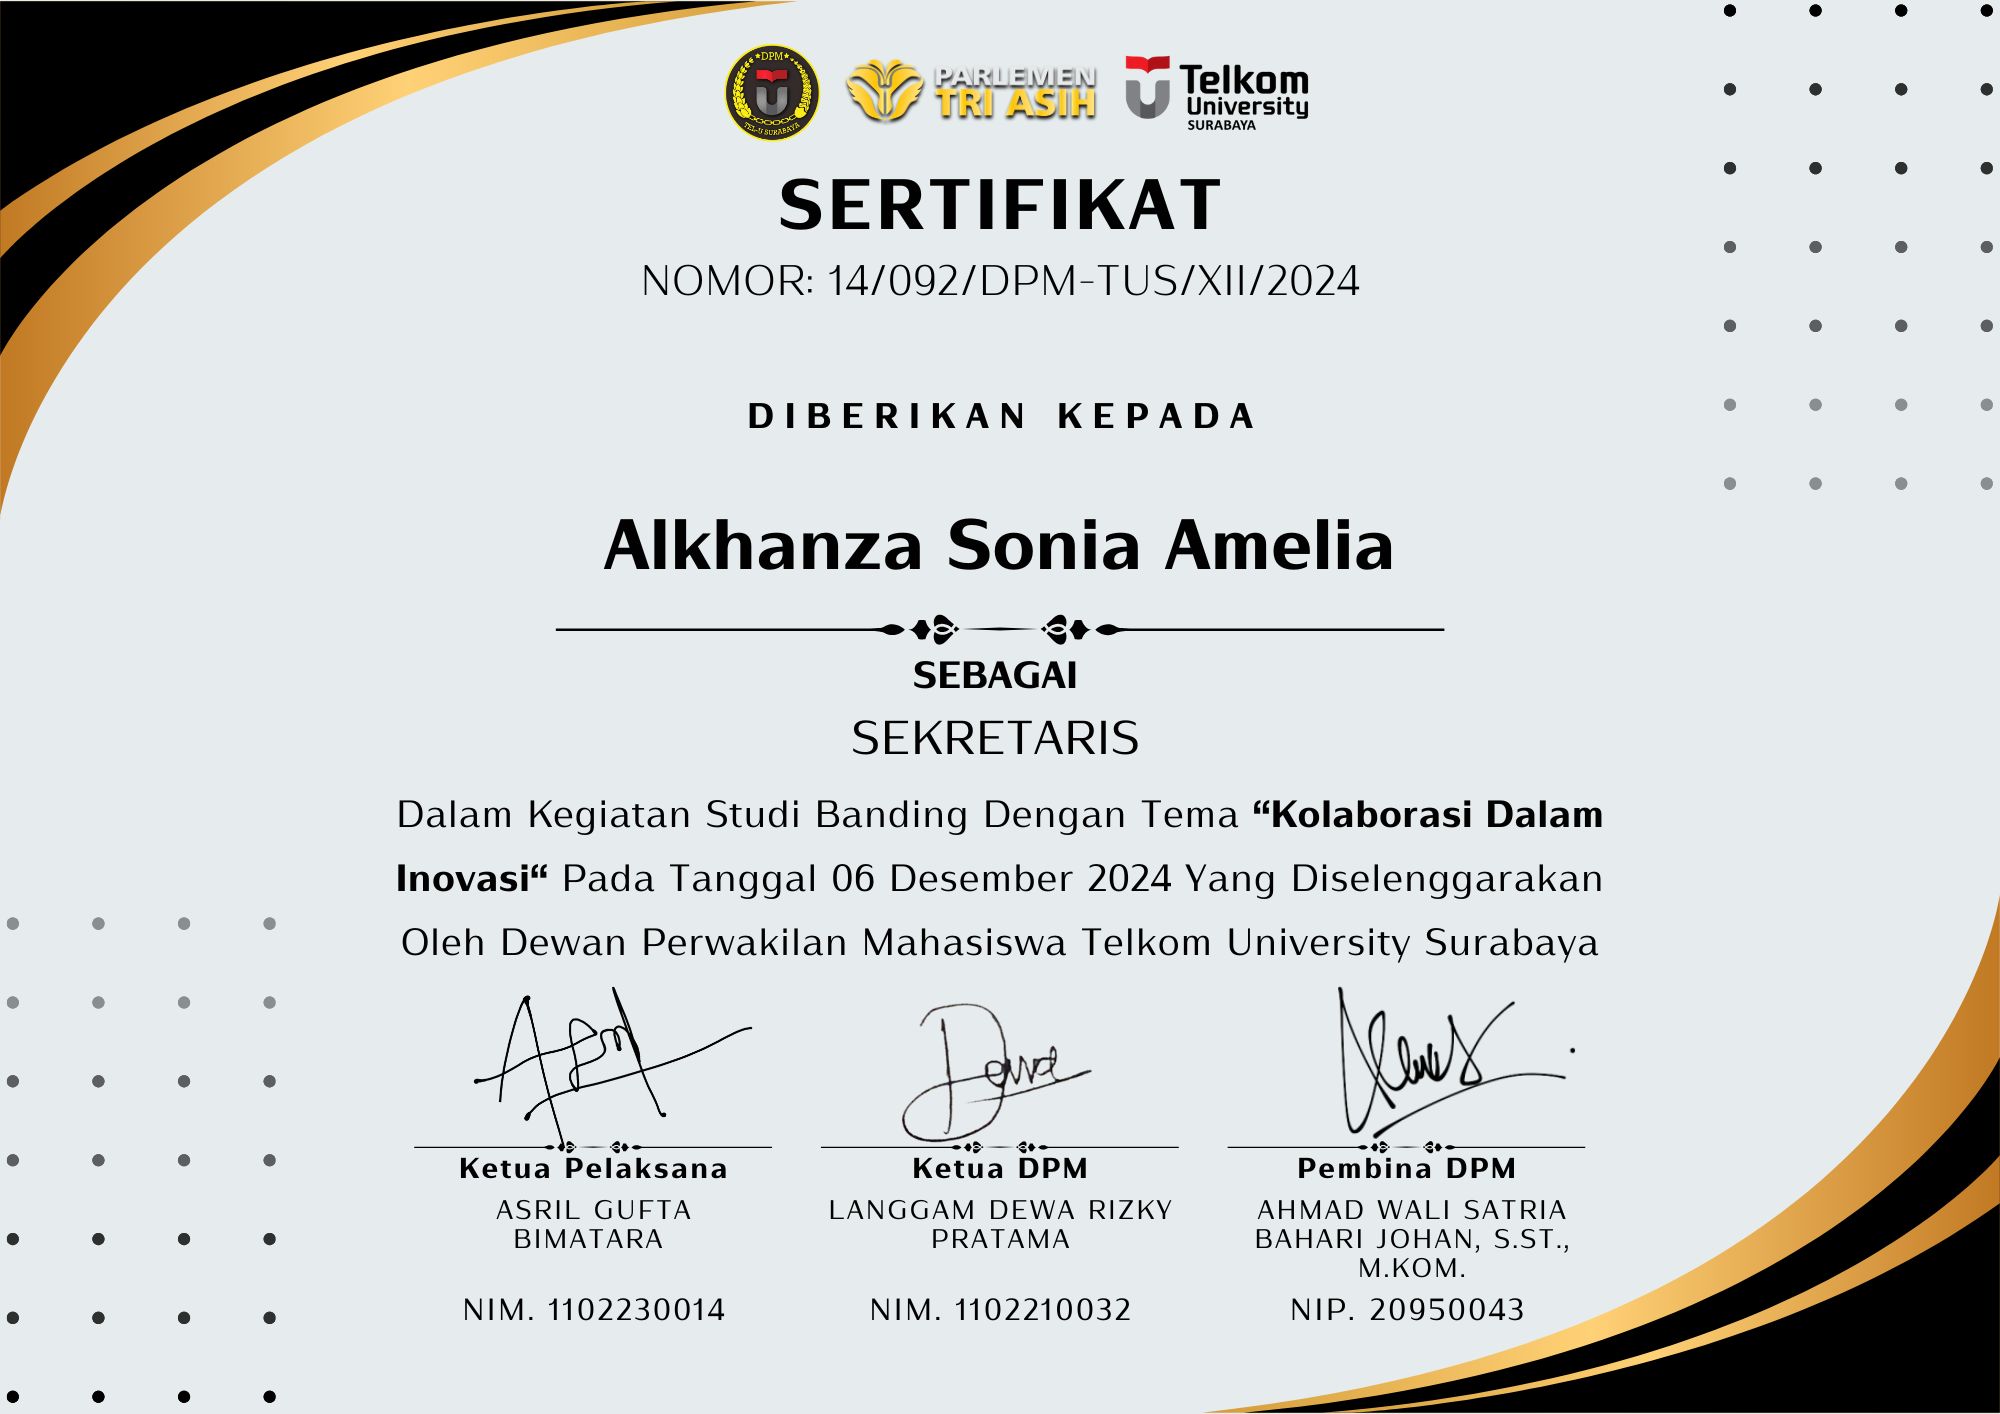 DPM
TEL-U SURABAYA
PARLEMEN
TRI ASIH
Telkom
University
SURABAYA
SERTIFIKAT
NOMOR: 14/092/DPM-TUS/XII/2024
DIBERIKAN KEPADA
Alkhanza Sonia Amelia
SEBAGAI
SEKRETARIS
Dalam Kegiatan Studi Banding Dengan Tema “Kolaborasi Dalam
Inovasi“ Pada Tanggal 06 Desember 2024 Yang Diselenggarakan
Oleh Dewan Perwakilan Mahasiswa Telkom University Surabaya
Ketua Pelaksana
ASRIL GUFTA
BIMATARA
NIM. 1102230014
Ketua DPM
LANGGAM DEWA RIZKY
PRATAMA
NIM. 1102210032
Pembina DPM
AHMAD WALI SATRIA
BAHARI JOHAN, S.ST.,
M.KOM.
NIP. 20950043